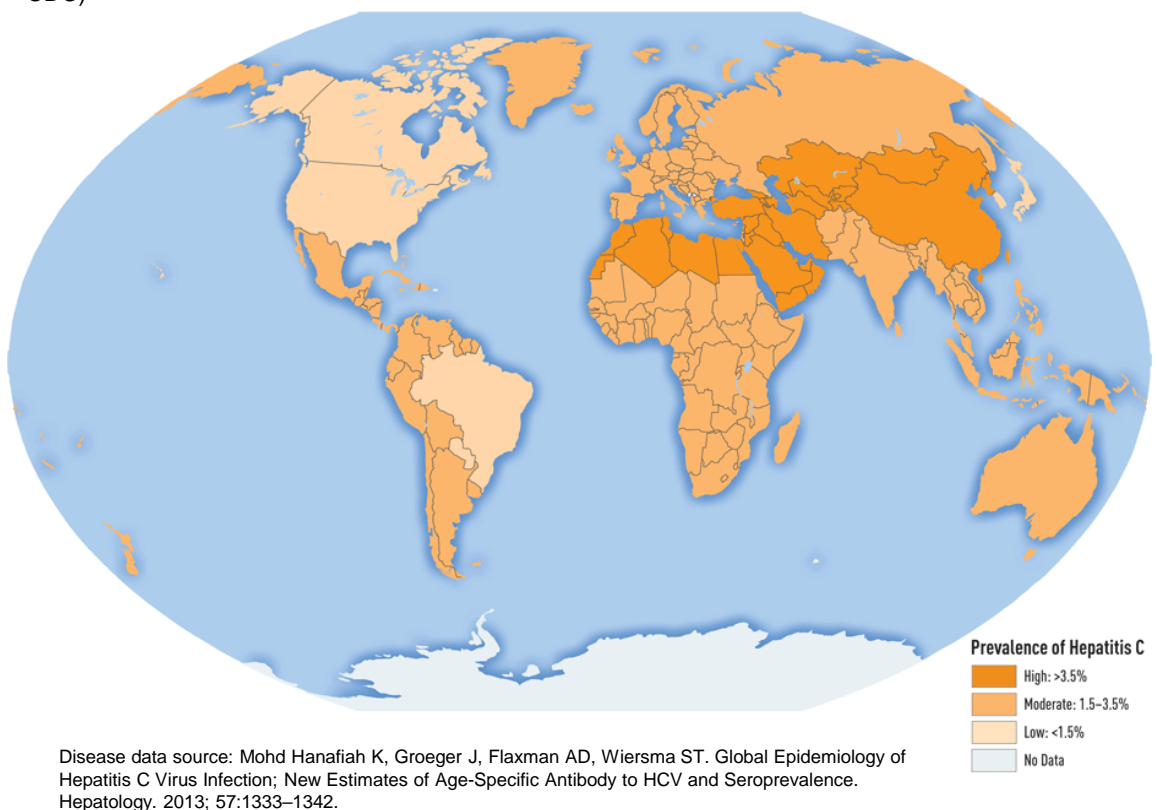 Prevalence of Hepatitis C
High: >3.5%
Moderate: 1.5–3.5%
Low: <1.5%
No Data
Disease data source: Mohd Hanafiah K, Groeger J, Flaxman AD, Wiersma ST. Global Epidemiology of
Hepatitis C Virus Infection; New Estimates of Age-Specific Antibody to HCV and Seroprevalence.
Hepatology. 2013; 57:1333–1342.